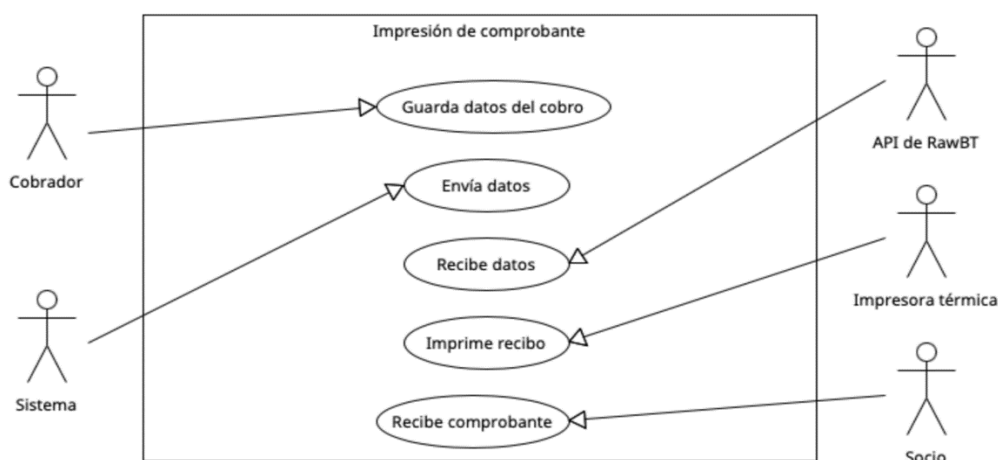 Impresión de comprobante
Guarda datos del cobro
Cobrador
API de RawBT
Envía datos
Recibe datos
Impresora térmica
Imprime recibo
Sistema
Recibe comprobante
Socio